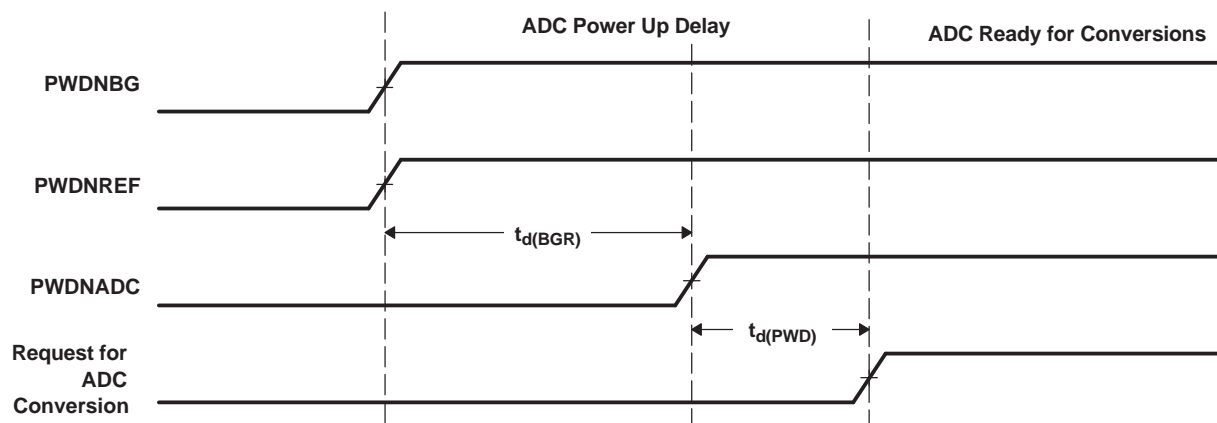 ADC Power Up Delay
ADC Ready for Conversions
PWDNBG
PWDNREF
td(BGR)
PWDNADC
td(PWD)
Request for
ADC
Conversion